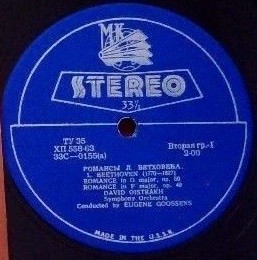 МК
STEREO
33⅓
ТУ 35
ХП 558-63
33С—0155(а)
Вторая гр.-I
2-00
РОМАНСЫ Л. БЕТХОВЕНА
L. BEETHOVEN (1770—1827)
ROMANCE in G major, op. 50
ROMANCE in F major, op. 40
DAVID OISTRAKH
Symphony Orchestra
Conducted by EUGENE GOOSSENS
MADE IN THE U.S.S.R.